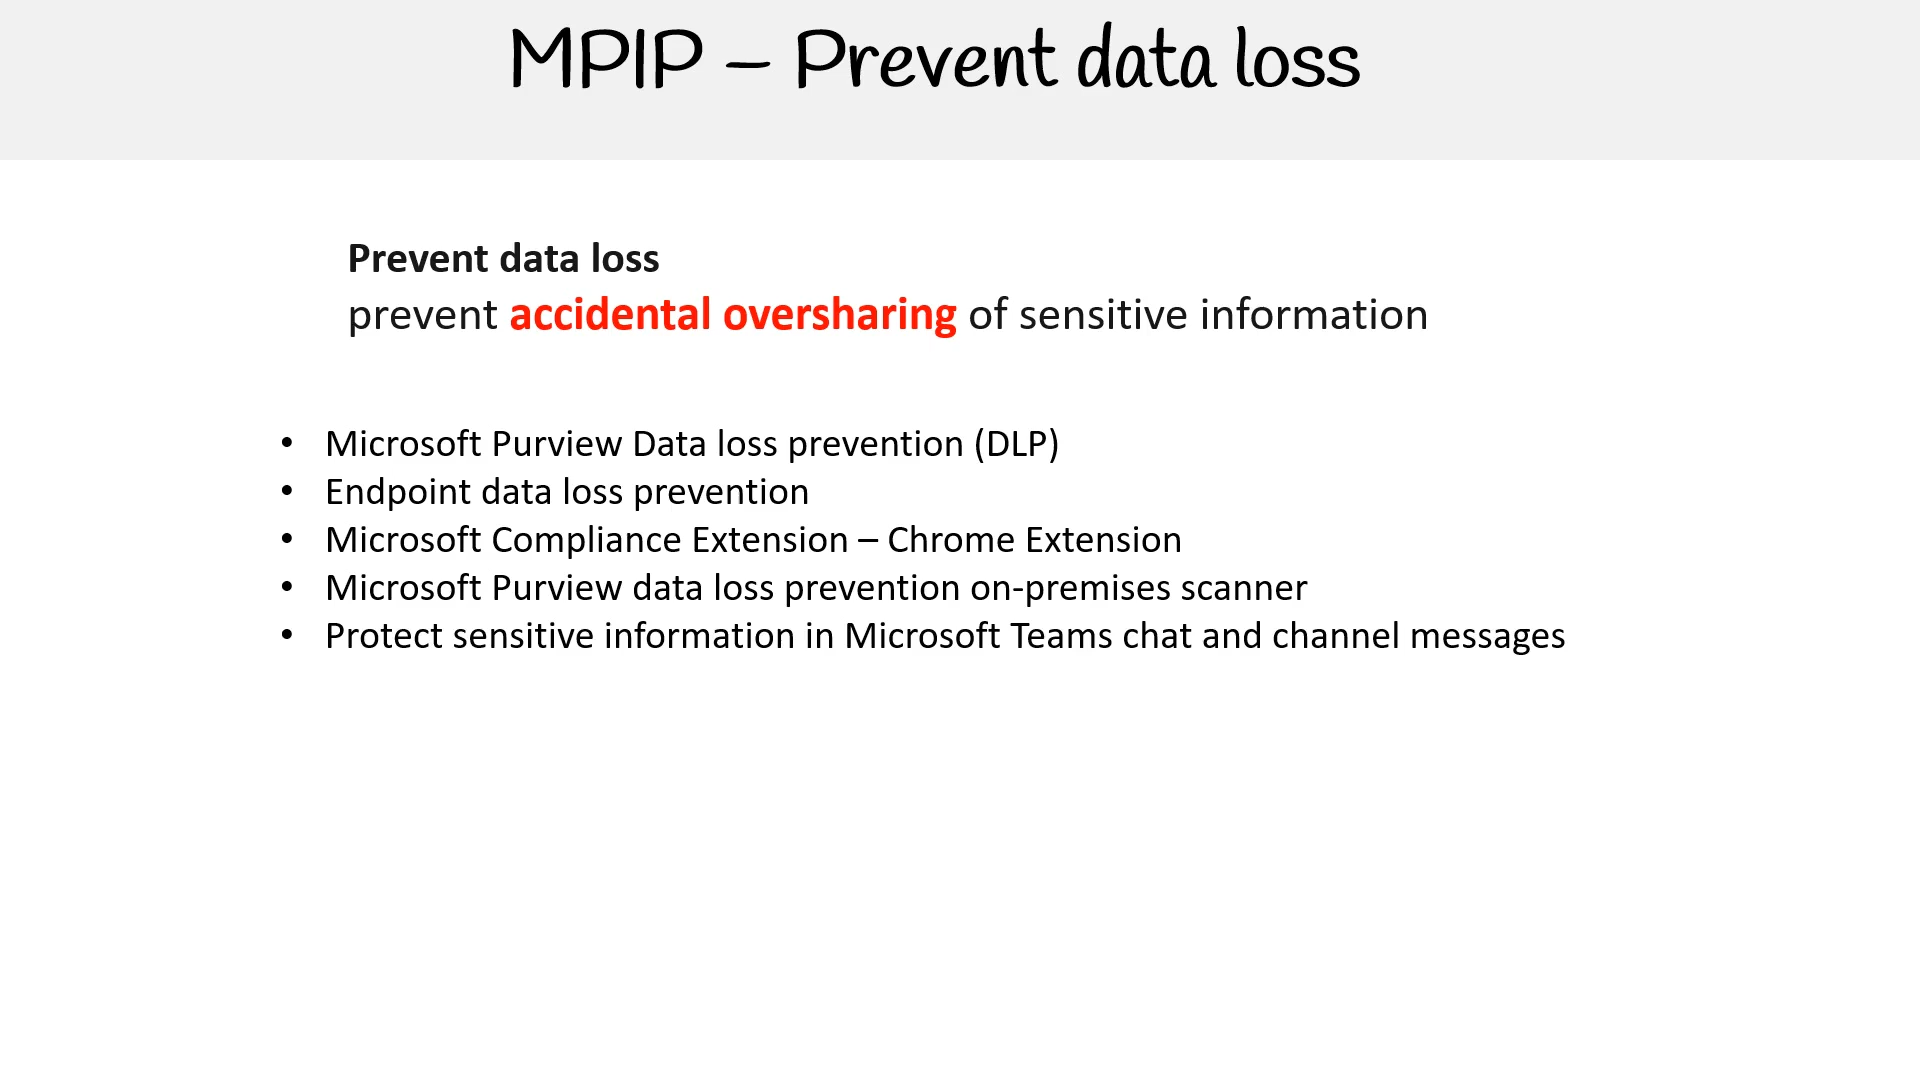 MPIP – Prevent data loss
Prevent data loss
prevent accidental oversharing of sensitive information
• Microsoft Purview Data loss prevention (DLP)
• Endpoint data loss prevention
• Microsoft Compliance Extension – Chrome Extension
• Microsoft Purview data loss prevention on-premises scanner
• Protect sensitive information in Microsoft Teams chat and channel messages